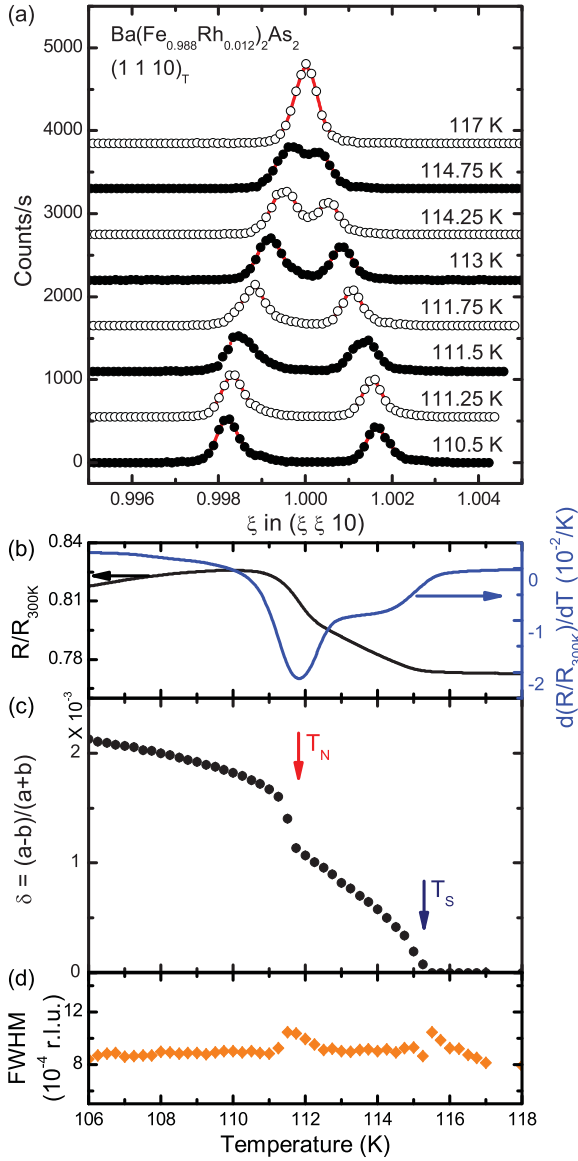 (a)
Ba(Fe0.988Rh0.012)2As2
(1 1 10)T
5000
4000
3000
2000
1000
0
Counts/s
117 K
114.75 K
114.25 K
113 K
111.75 K
111.5 K
111.25 K
110.5 K
0.996 0.998 1.000 1.002 1.004
ξ in (ξ ξ 10)
(b)
0.84
0.81
0.78
R/R300K
0
-1
-2
d(R/R300K)/dT (10-2/K)
(c)
X 10-3
2
1
0
δ = (a-b)/(a+b)
TN
TS
(d)
12
10
8
FWHM
(10-4 r.l.u.)
106 108 110 112 114 116 118
Temperature (K)